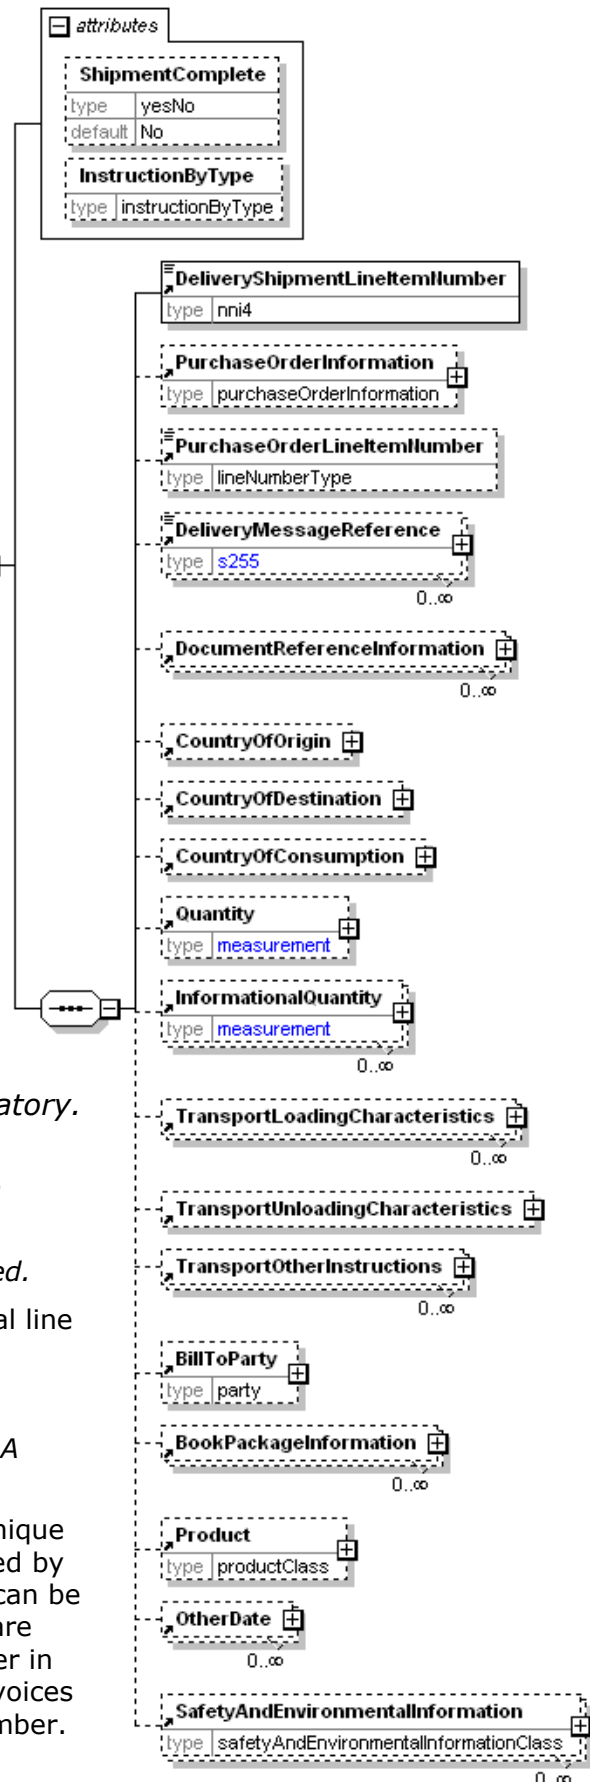 attributes
ShipmentComplete
type yesNo
default No
InstructionByType
type instructionByType
DeliveryShipmentLineItemNumber
type nni4
PurchaseOrderInformation
type purchaseOrderInformation
PurchaseOrderLineItemNumber
type lineNumberType
DeliveryMessageReference
type s255
0..∞
DocumentReferenceInformation
0..∞
CountryOfOrigin
CountryOfDestination
CountryOfConsumption
Quantity
type measurement
InformationalQuantity
type measurement
0..∞
atory.
TransportLoadingCharacteristics
0..∞
TransportUnloadingCharacteristics
ed.
TransportOtherInstructions
0..∞
al line
BillToParty
type party
A
BookPackageInformation
0..∞
nique
ed by
can be
are
er in
voices
mber.
Product
type productClass
OtherDate
0..∞
SafetyAndEnvironmentalInformation
type safetyAndEnvironmentalInformationClass
0..∞